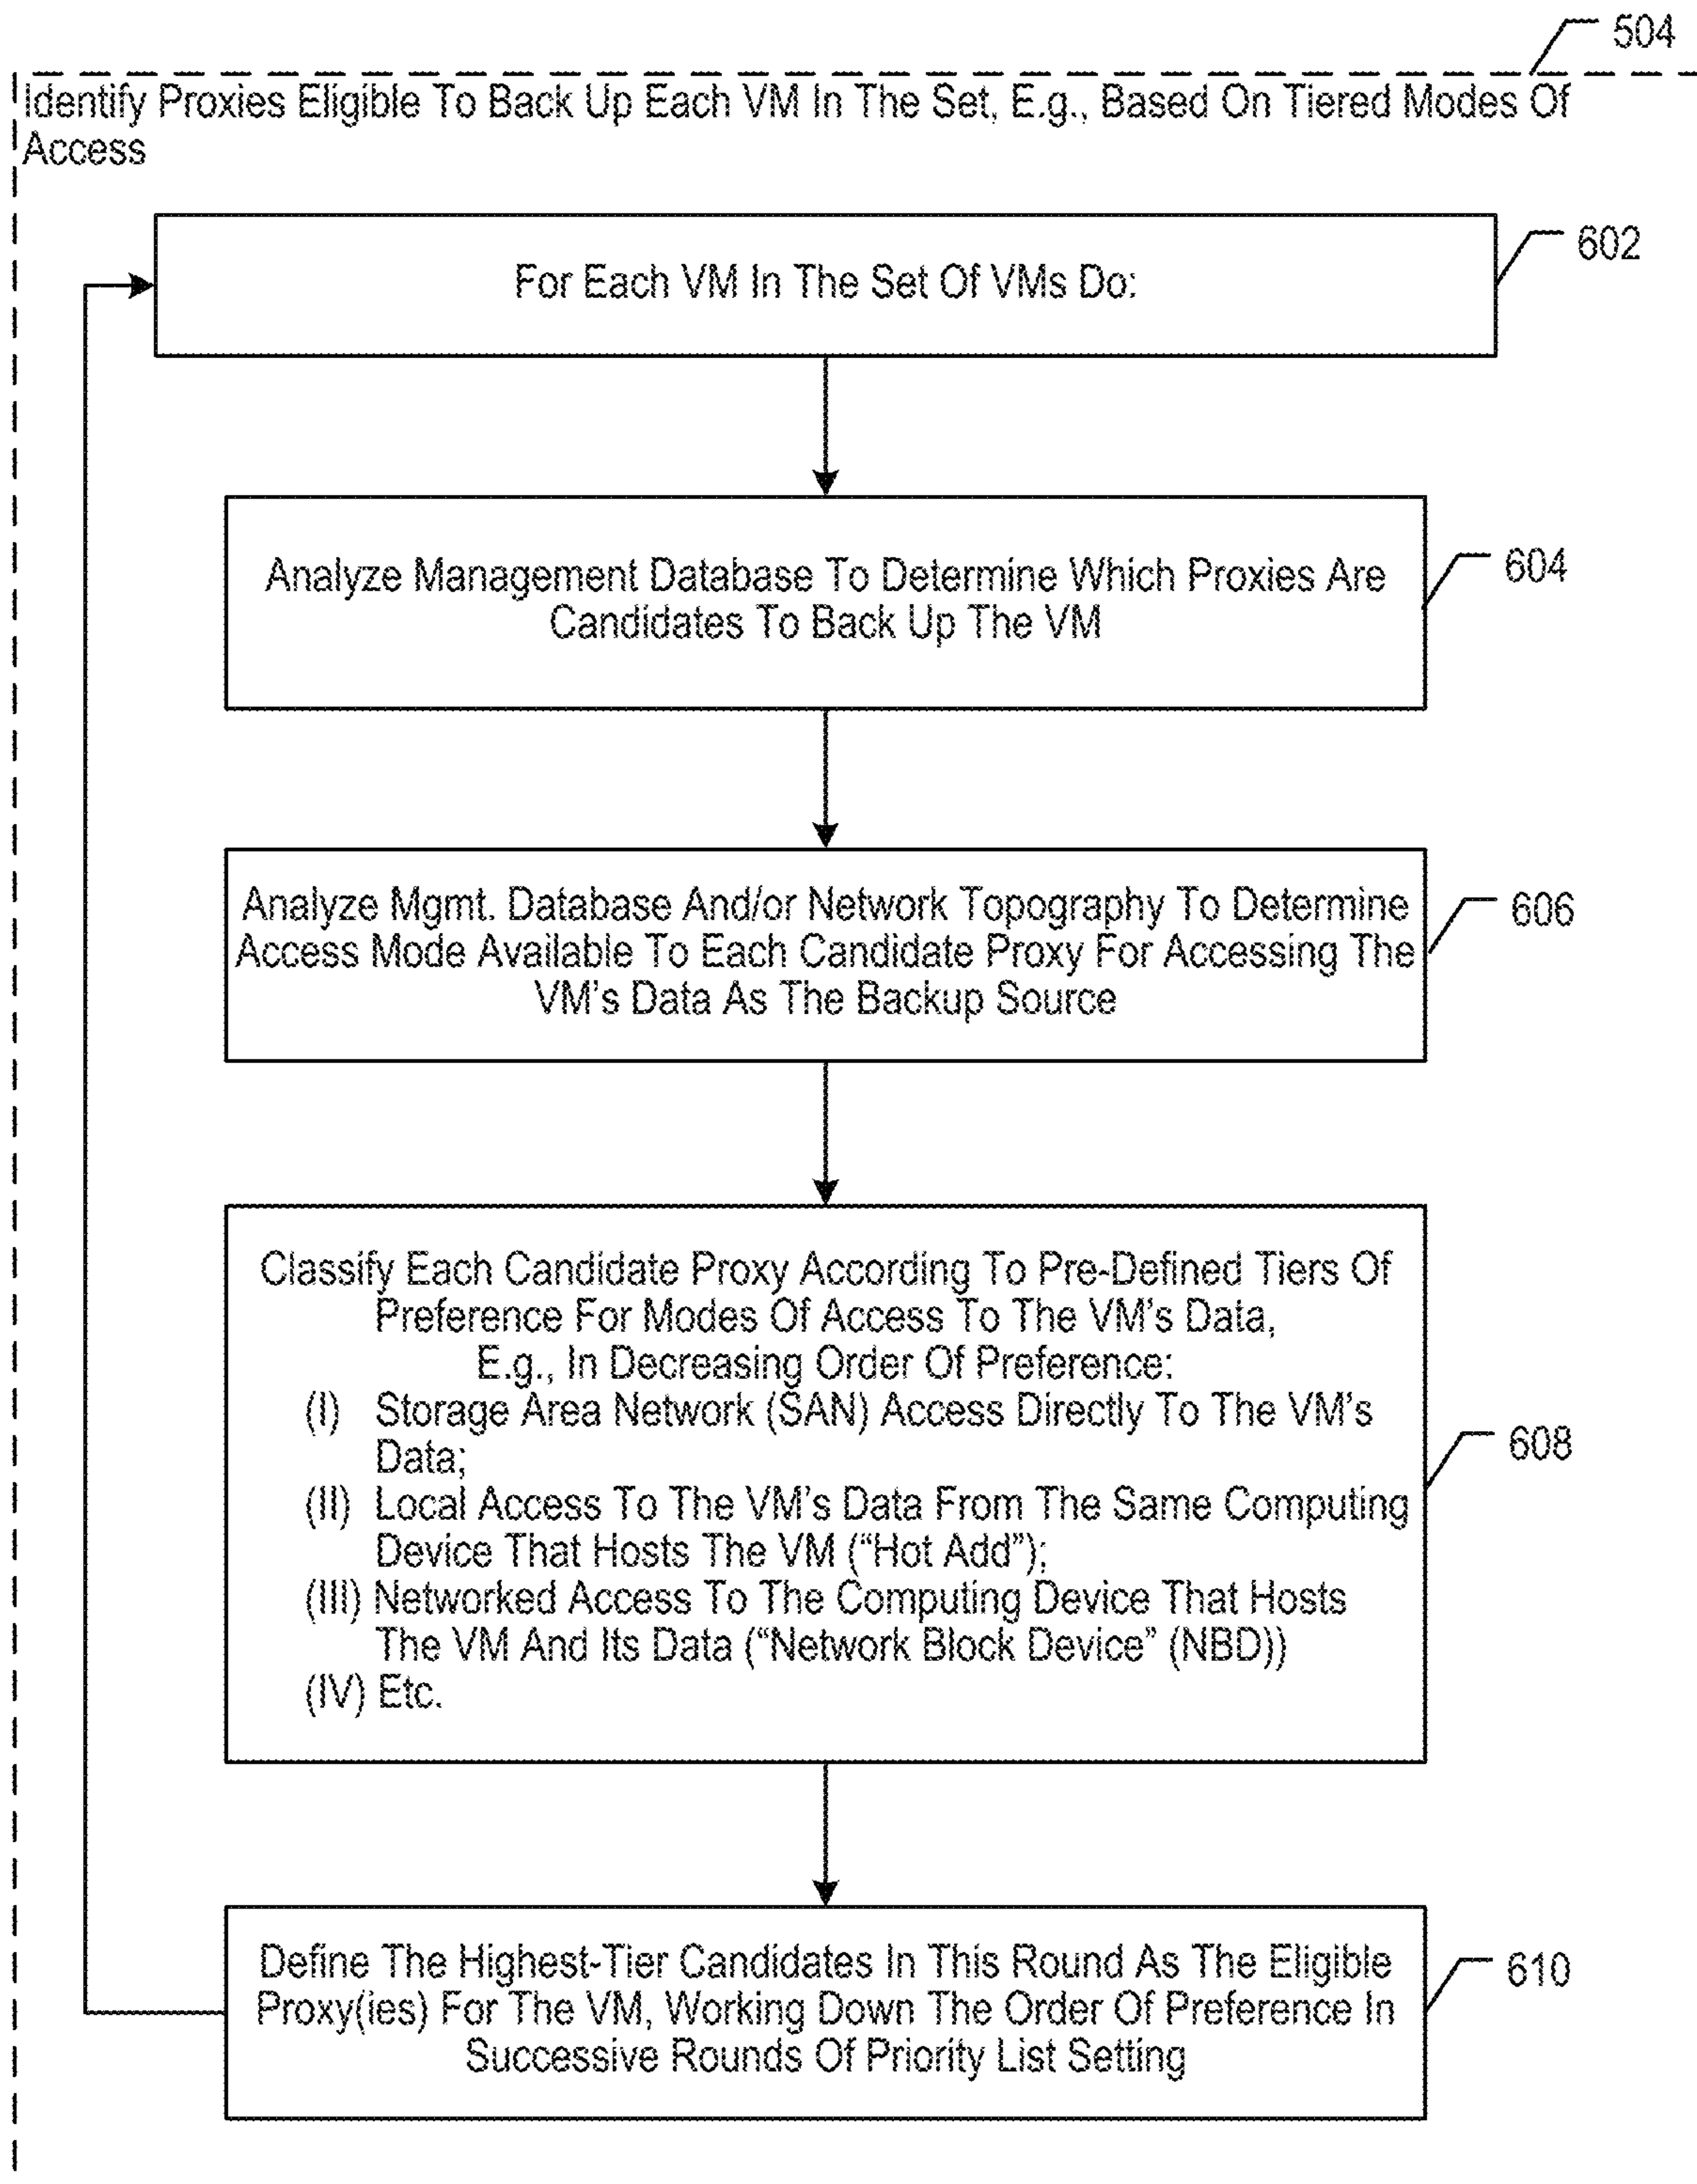 504
Identify Proxies Eligible To Back Up Each VM In The Set, E.g., Based On Tiered Modes Of
Access
602
For Each VM In The Set Of VMs Do:
604
Analyze Management Database To Determine Which Proxies Are
Candidates To Back Up The VM
606
Analyze Mgmt. Database And/or Network Topography To Determine
Access Mode Available To Each Candidate Proxy For Accessing The
VM's Data As The Backup Source
Classify Each Candidate Proxy According To Pre-Defined Tiers Of
Preference For Modes Of Access To The VM's Data,
E.g., In Decreasing Order Of Preference:
(I) Storage Area Network (SAN) Access Directly To The VM's
Data;
608
(II) Local Access To The VM's Data From The Same Computing
Device That Hosts The VM (“Hot Add”);
(III) Networked Access To The Computing Device That Hosts
The VM And Its Data (“Network Block Device” (NBD))
(IV) Etc.
610
Define The Highest-Tier Candidates In This Round As The Eligible
Proxy(ies) For The VM, Working Down The Order Of Preference In
Successive Rounds Of Priority List Setting